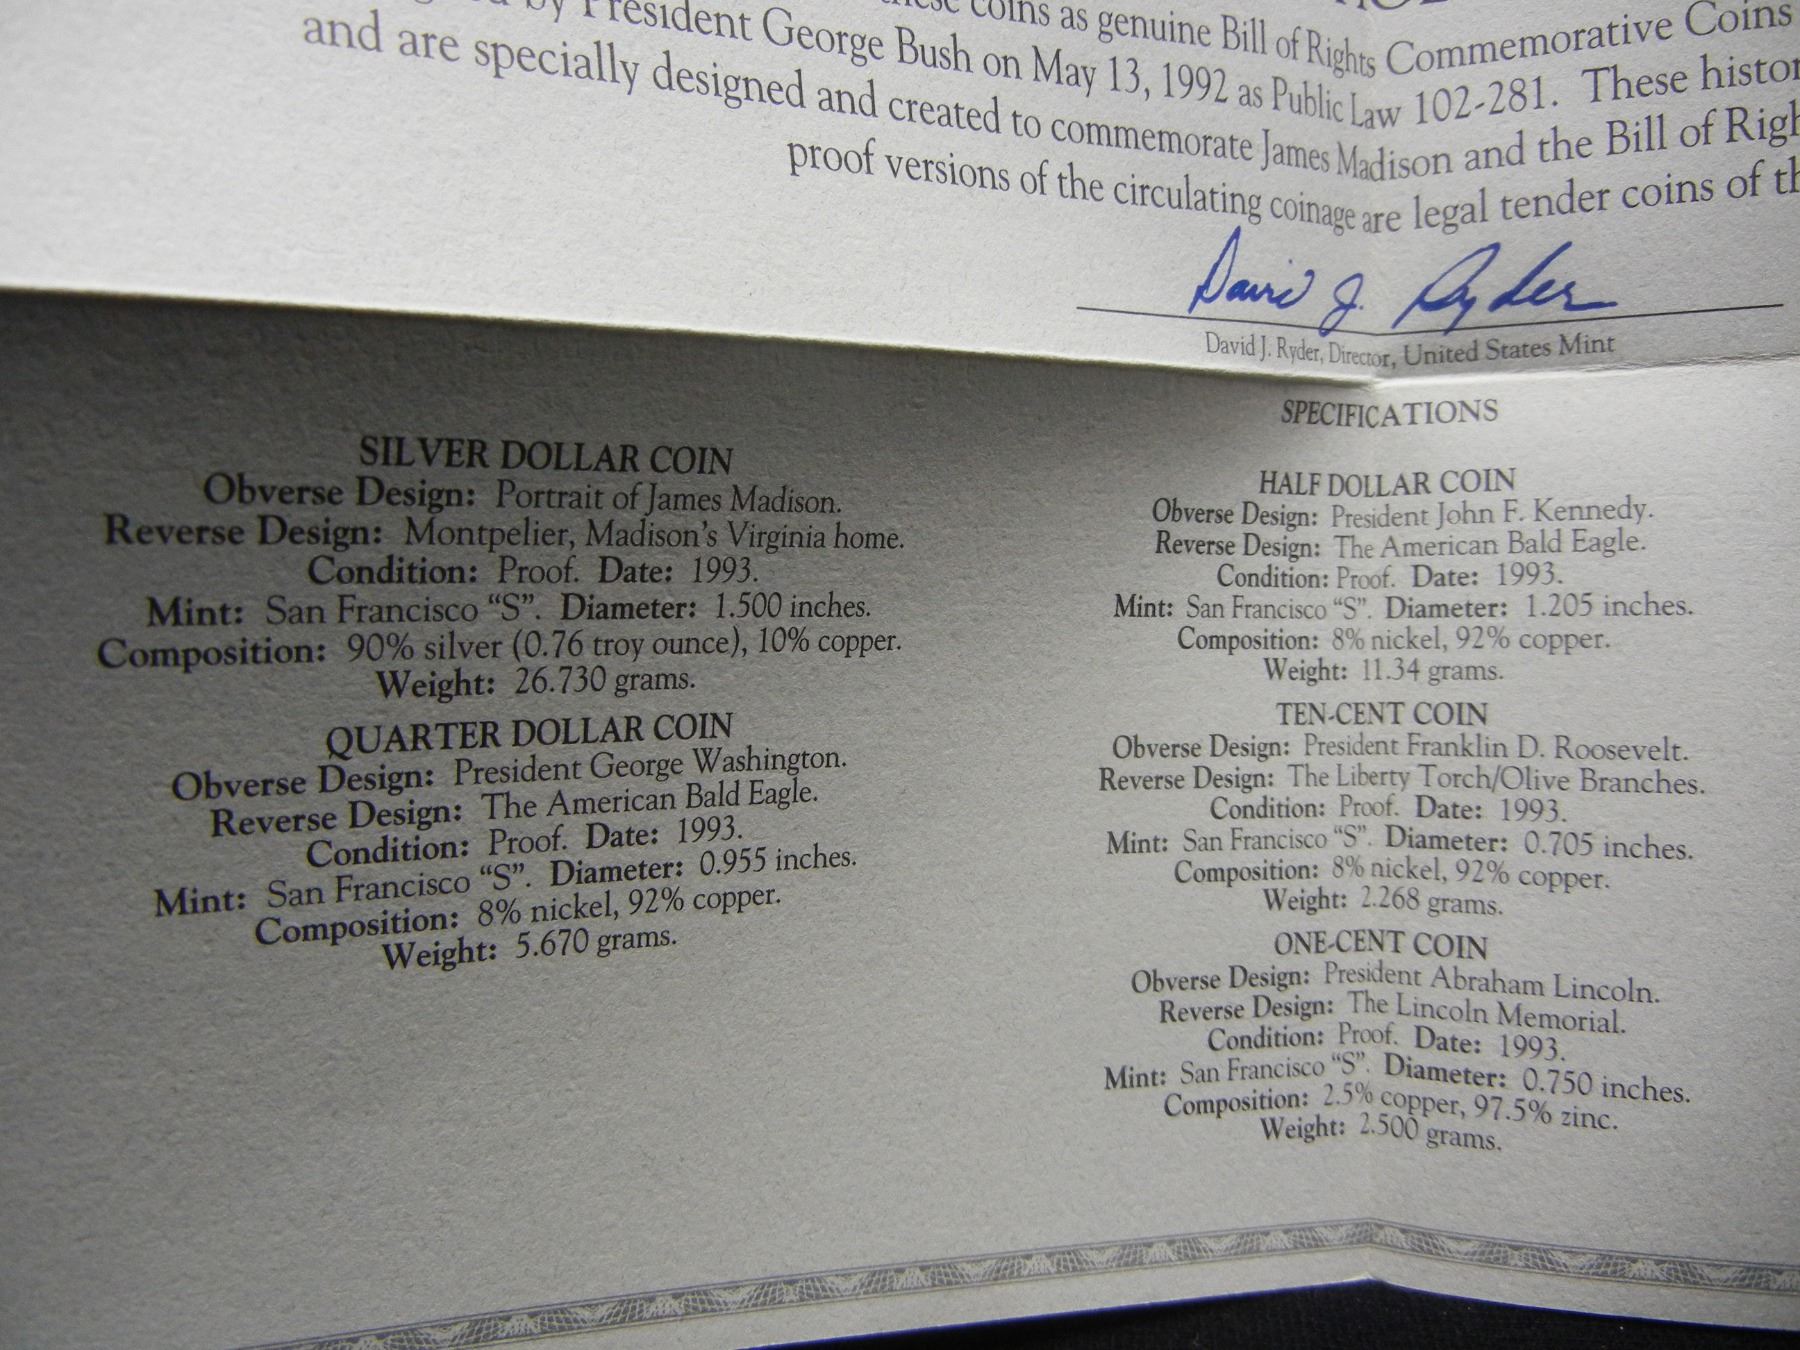 coins as genuine Bill of Rights Commemorative Coins
by President George Bush on May 13, 1992 as Public Law 102-281. These
and are specially designed and created to commemorate James Madison and the Bill of
proof versions of the circulating coinage are legal tender coins of
David J. Ryder
David J. Ryder, Director, United States Mint
SPECIFICATIONS
SILVER DOLLAR COIN
Obverse Design: Portrait of James Madison.
Reverse Design: Montpelier, Madison's Virginia home.
Condition: Proof. Date: 1993.
Mint: San Francisco “S”. Diameter: 1.500 inches.
Composition: 90% silver (0.76 troy ounce), 10% copper.
Weight: 26.730 grams.
QUARTER DOLLAR COIN
Obverse Design: President George Washington.
Reverse Design: The American Bald Eagle.
Condition: Proof. Date: 1993.
Mint: San Francisco “S”. Diameter: 0.955 inches.
Composition: 8% nickel, 92% copper.
Weight: 5.670 grams.
HALF DOLLAR COIN
Obverse Design: President John F. Kennedy.
Reverse Design: The American Bald Eagle.
Condition: Proof. Date: 1993.
Mint: San Francisco “S”. Diameter: 1.205 inches.
Composition: 8% nickel, 92% copper.
Weight: 11.34 grams.
TEN-CENT COIN
Obverse Design: President Franklin D. Roosevelt.
Reverse Design: The Liberty Torch/Olive Branches.
Condition: Proof. Date: 1993.
Mint: San Francisco “S”. Diameter: 0.705 inches.
Composition: 8% nickel, 92% copper.
Weight: 2.268 grams.
ONE-CENT COIN
Obverse Design: President Abraham Lincoln.
Reverse Design: The Lincoln Memorial.
Condition: Proof. Date: 1993.
Mint: San Francisco “S”. Diameter: 0.750 inches.
Composition: 2.5% copper, 97.5% zinc.
Weight: 2.500 grams.